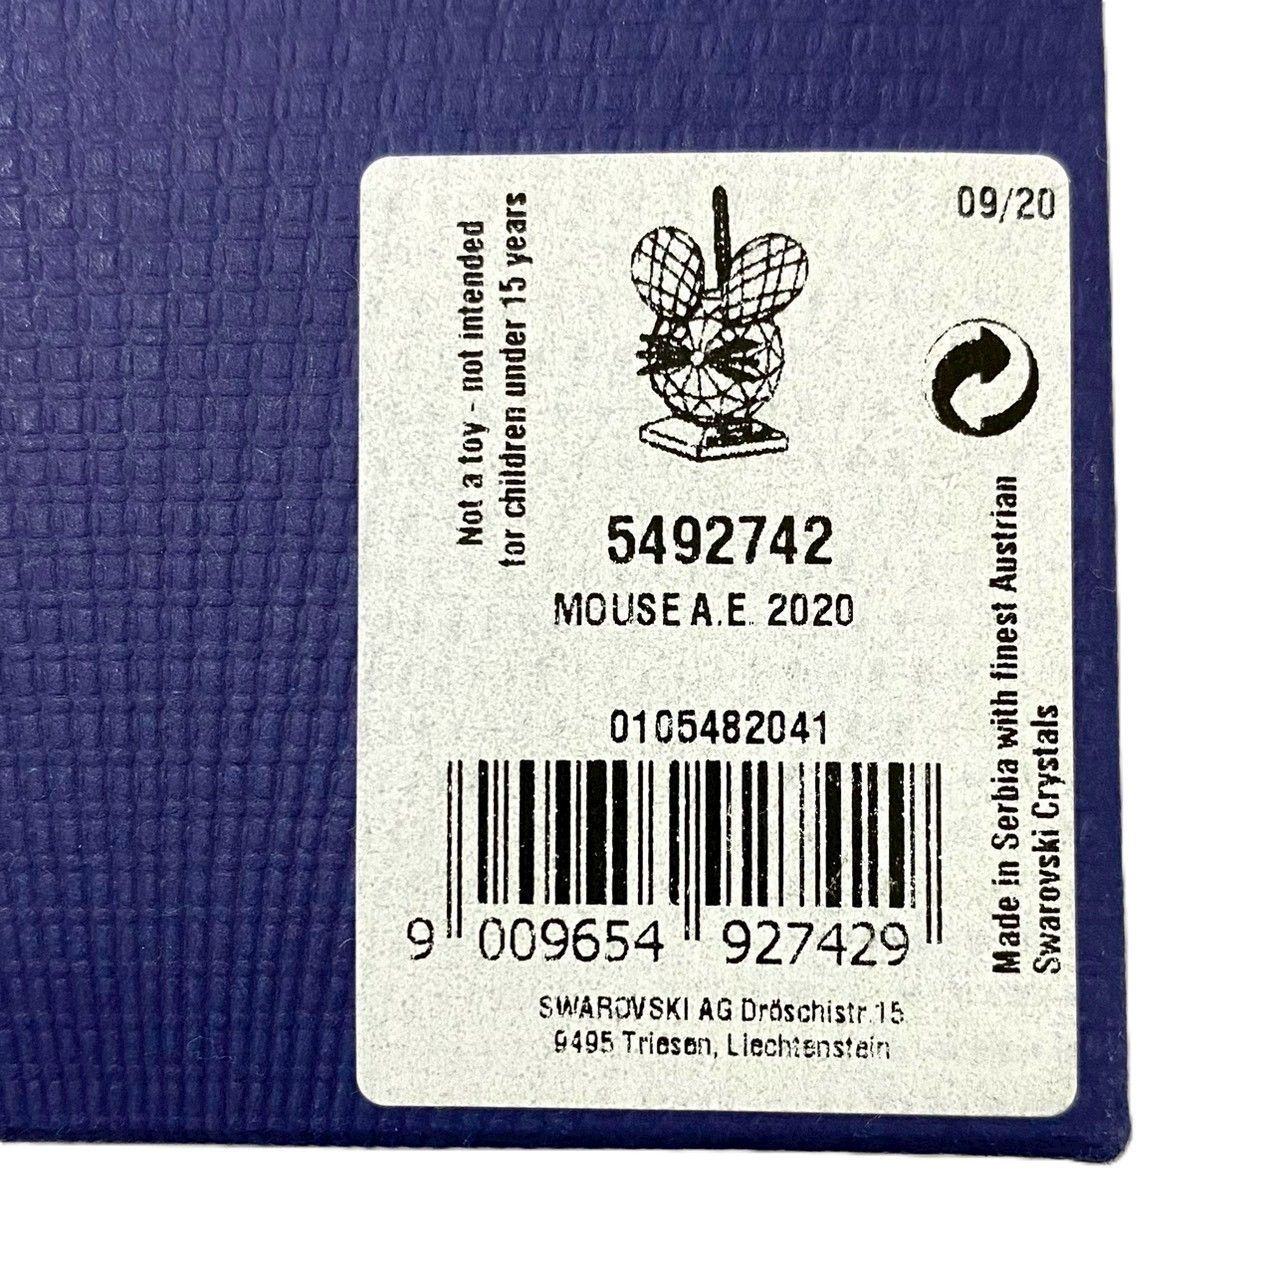 Not a toy - not intended
for children under 15 years
09/20
5492742
MOUSE A.E. 2020
0105482041
9 009654 927429
SWAROVSKI AG Dröschistr.15
9495 Triesen, Liechtenstein
Made in Serbia with finest Austrian
Swarovski Crystals